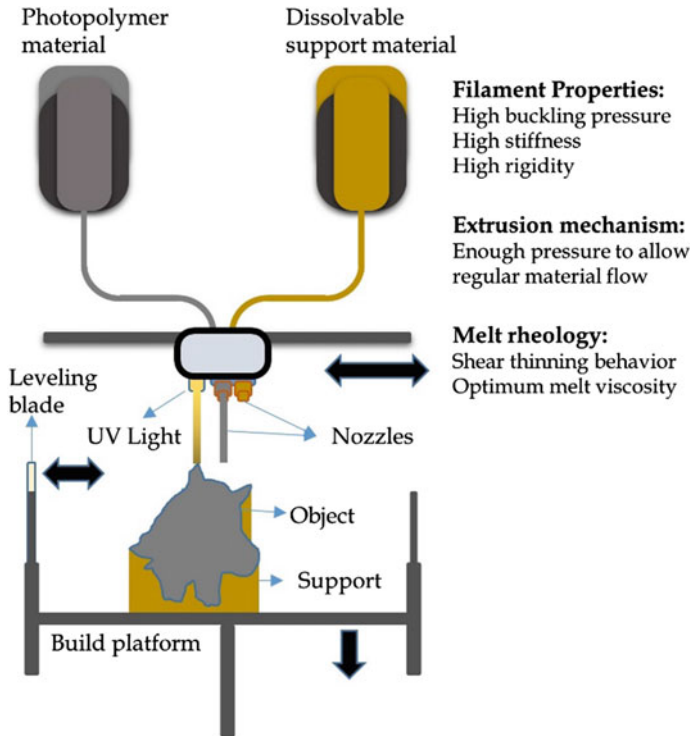 Photopolymer
material
Dissolvable
support material
Filament Properties:
High buckling pressure
High stiffness
High rigidity
Extrusion mechanism:
Enough pressure to allow
regular material flow
Melt rheology:
Shear thinning behavior
Optimum melt viscosity
Leveling
blade
UV Light
Nozzles
Object
Support
Build platform